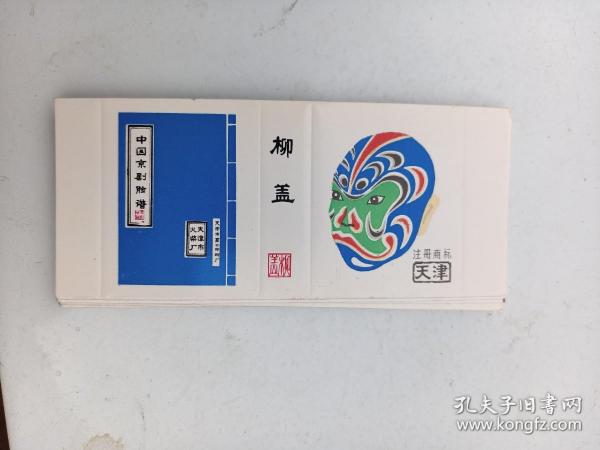 中国京剧脸谱
天津市
火柴厂
柳盖
注册商标
天津
孔夫子旧书网
www.kongfz.com